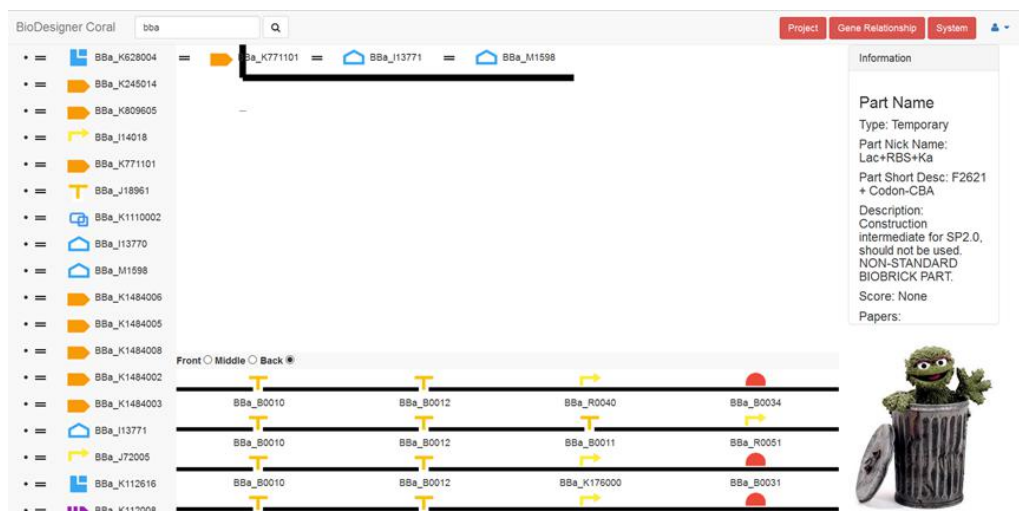 BioDesigner Coral bba Project Gene Relationship System
BBa_K628004
BBa_K245014
BBa_K809605
BBa_I14018
BBa_K771101
BBa_J18961
BBa_K1110002
BBa_I13770
BBa_M1598
BBa_K1484006
BBa_K1484005
BBa_K1484008
BBa_K1484002
BBa_K1484003
BBa_I13771
BBa_J72005
BBa_K112616
BBa_K112008
BBa_K771101 BBa_I13771 BBa_M1598
Front Middle Back
BBa_B0010 BBa_B0012 BBa_R0040 BBa_B0034
BBa_B0010 BBa_B0012 BBa_B0011 BBa_R0051
BBa_B0010 BBa_B0012 BBa_K176000 BBa_B0031
Information
Part Name
Type: Temporary
Part Nick Name:
Lac+RBS+Ka
Part Short Desc: F2621
+ Codon-CBA
Description:
Construction
intermediate for SP2.0,
should not be used.
NON-STANDARD
BIOBRICK PART.
Score: None
Papers: